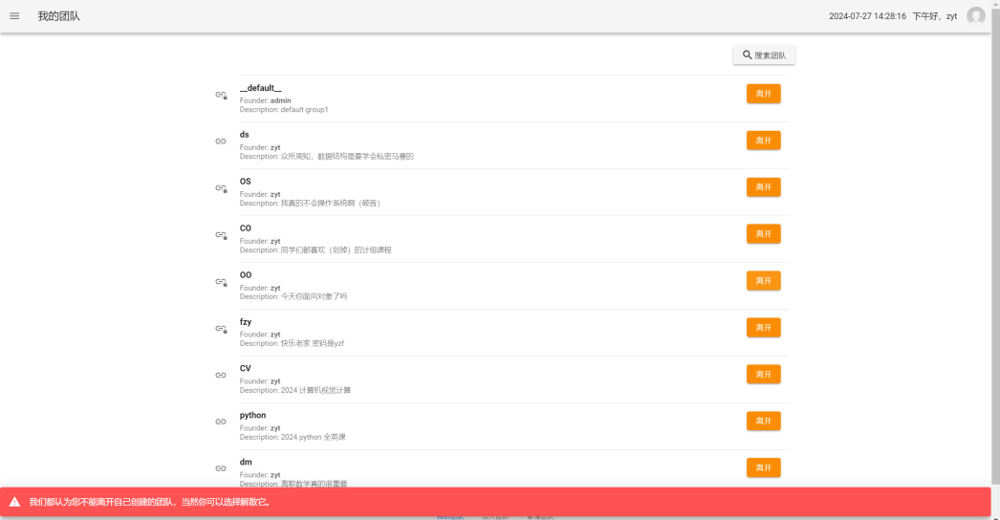 我的团队
2024-07-27 14:28:16 下午好，zyt
搜索团队
__default__
Founder: admin
Description: default group1
离开
ds
Founder: zyt
Description: 众所周知，数据结构是要学会私密马赛的
离开
OS
Founder: zyt
Description: 我真的不会操作系统啊（破音）
离开
CO
Founder: zyt
Description: 同学们都喜欢（划掉）的计组课程
离开
OO
Founder: zyt
Description: 今天你面向对象了吗
离开
fzy
Founder: zyt
Description: 快乐老家 密码是yzf
离开
CV
Founder: zyt
Description: 2024 计算机视觉计算
离开
python
Founder: zyt
Description: 2024 python 全英课
离开
dm
Founder: zyt
Description: 离散数学真的很重要
离开
我们都认为您不能离开自己创建的团队，当然你可以选择解散它。